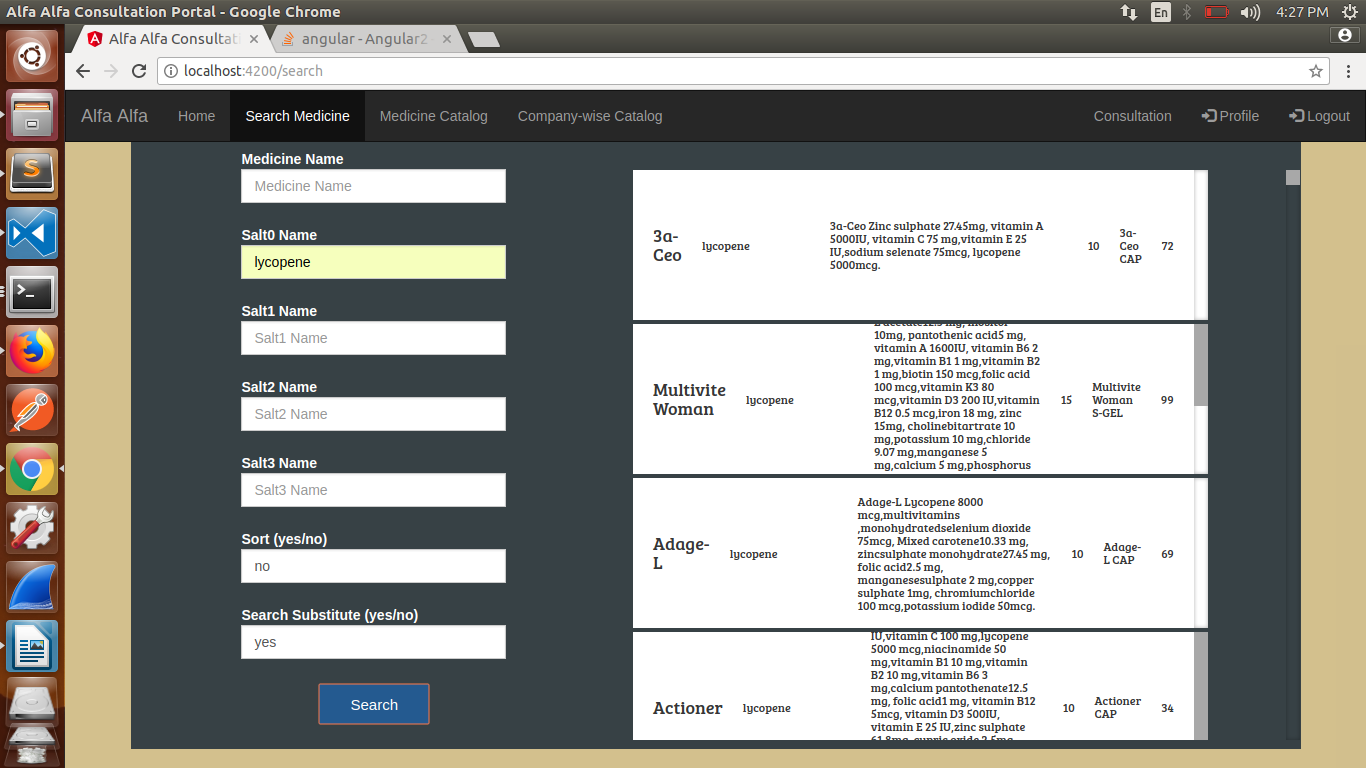 Alfa Alfa Consultation Portal - Google Chrome
En
4:27 PM
Alfa Alfa Consultat
angular - Angular2
localhost:4200/search
Alfa Alfa
Home
Search Medicine
Medicine Catalog
Company-wise Catalog
Consultation
Profile
Logout
Medicine Name
Medicine Name
Salt0 Name
lycopene
Salt1 Name
Salt1 Name
Salt2 Name
Salt2 Name
Salt3 Name
Salt3 Name
Sort (yes/no)
no
Search Substitute (yes/no)
yes
Search
3a-
Ceo
lycopene
3a-Ceo Zinc sulphate 27.45mg, vitamin A
5000IU, vitamin C 75 mg,vitamin E 25
IU,sodium selenate 75mcg, lycopene
5000mcg.
10
3a-
Ceo
CAP
72
Multivite
Woman
lycopene
10mg, pantothenic acid5 mg,
vitamin A 1600IU, vitamin B6 2
mg,vitamin B1 1 mg,vitamin B2
1 mg,biotin 150 mcg,folic acid
100 mcg,vitamin K3 80
mcg,vitamin D3 200 IU,vitamin
B12 0.5 mcg,iron 18 mg, zinc
15mg, cholinebitartrate 10
mg,potassium 10 mg,chloride
9.07 mg,manganese 5
mg,calcium 5 mg,phosphorus
15
Multivite
Woman
S-GEL
99
Adage-
L
lycopene
Adage-L Lycopene 8000
mcg,multivitamins
,monohydratedselenium dioxide
75mcg, Mixed carotene10.33 mg,
zincsulphate monohydrate27.45 mg,
folic acid2.5 mg,
manganesesulphate 2 mg,copper
sulphate 1mg, chromiumchloride
100 mcg,potassium iodide 50mcg.
10
Adage-
L CAP
69
Actioner
lycopene
IU,vitamin C 100 mg,lycopene
5000 mcg,niacinamide 50
mg,vitamin B1 10 mg,vitamin
B2 10 mg,vitamin B6 3
mg,calcium pantothenate12.5
mg, folic acid1 mg, vitamin B12
5mcg, vitamin D3 500IU,
vitamin E 25 IU,zinc sulphate
10
Actioner
CAP
34